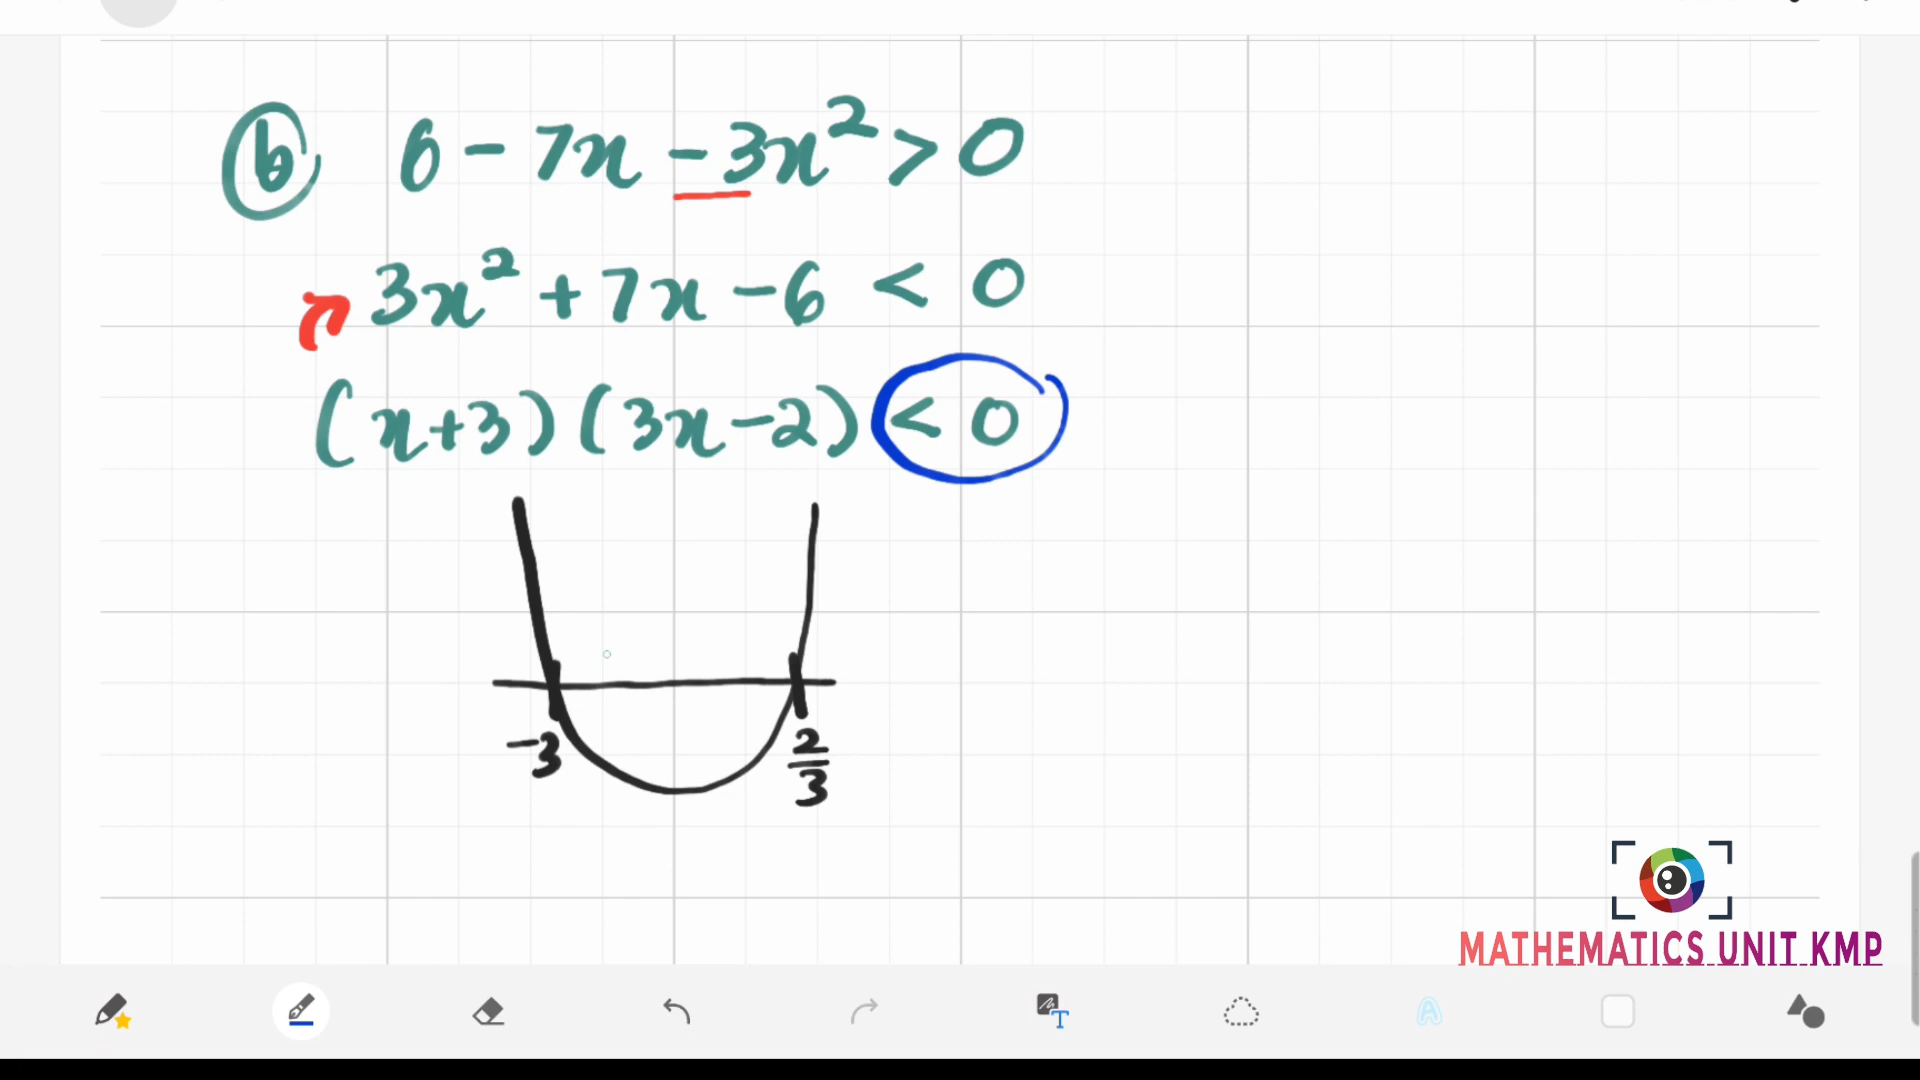 b 6 - 7x - 3x² > 0
3x² + 7x - 6 < 0
(x+3)(3x-2) < 0
-3
2/3
MATHEMATICS UNIT KMP